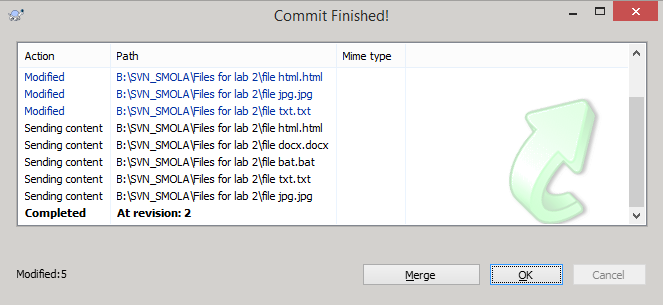 Commit Finished!
Action Path Mime type
Modified B:\SVN_SMOLA\Files for lab 2\file html.html
Modified B:\SVN_SMOLA\Files for lab 2\file jpg.jpg
Modified B:\SVN_SMOLA\Files for lab 2\file txt.txt
Sending content B:\SVN_SMOLA\Files for lab 2\file html.html
Sending content B:\SVN_SMOLA\Files for lab 2\file docx.docx
Sending content B:\SVN_SMOLA\Files for lab 2\file bat.bat
Sending content B:\SVN_SMOLA\Files for lab 2\file txt.txt
Sending content B:\SVN_SMOLA\Files for lab 2\file jpg.jpg
Completed At revision: 2
Modified:5 Merge OK Cancel